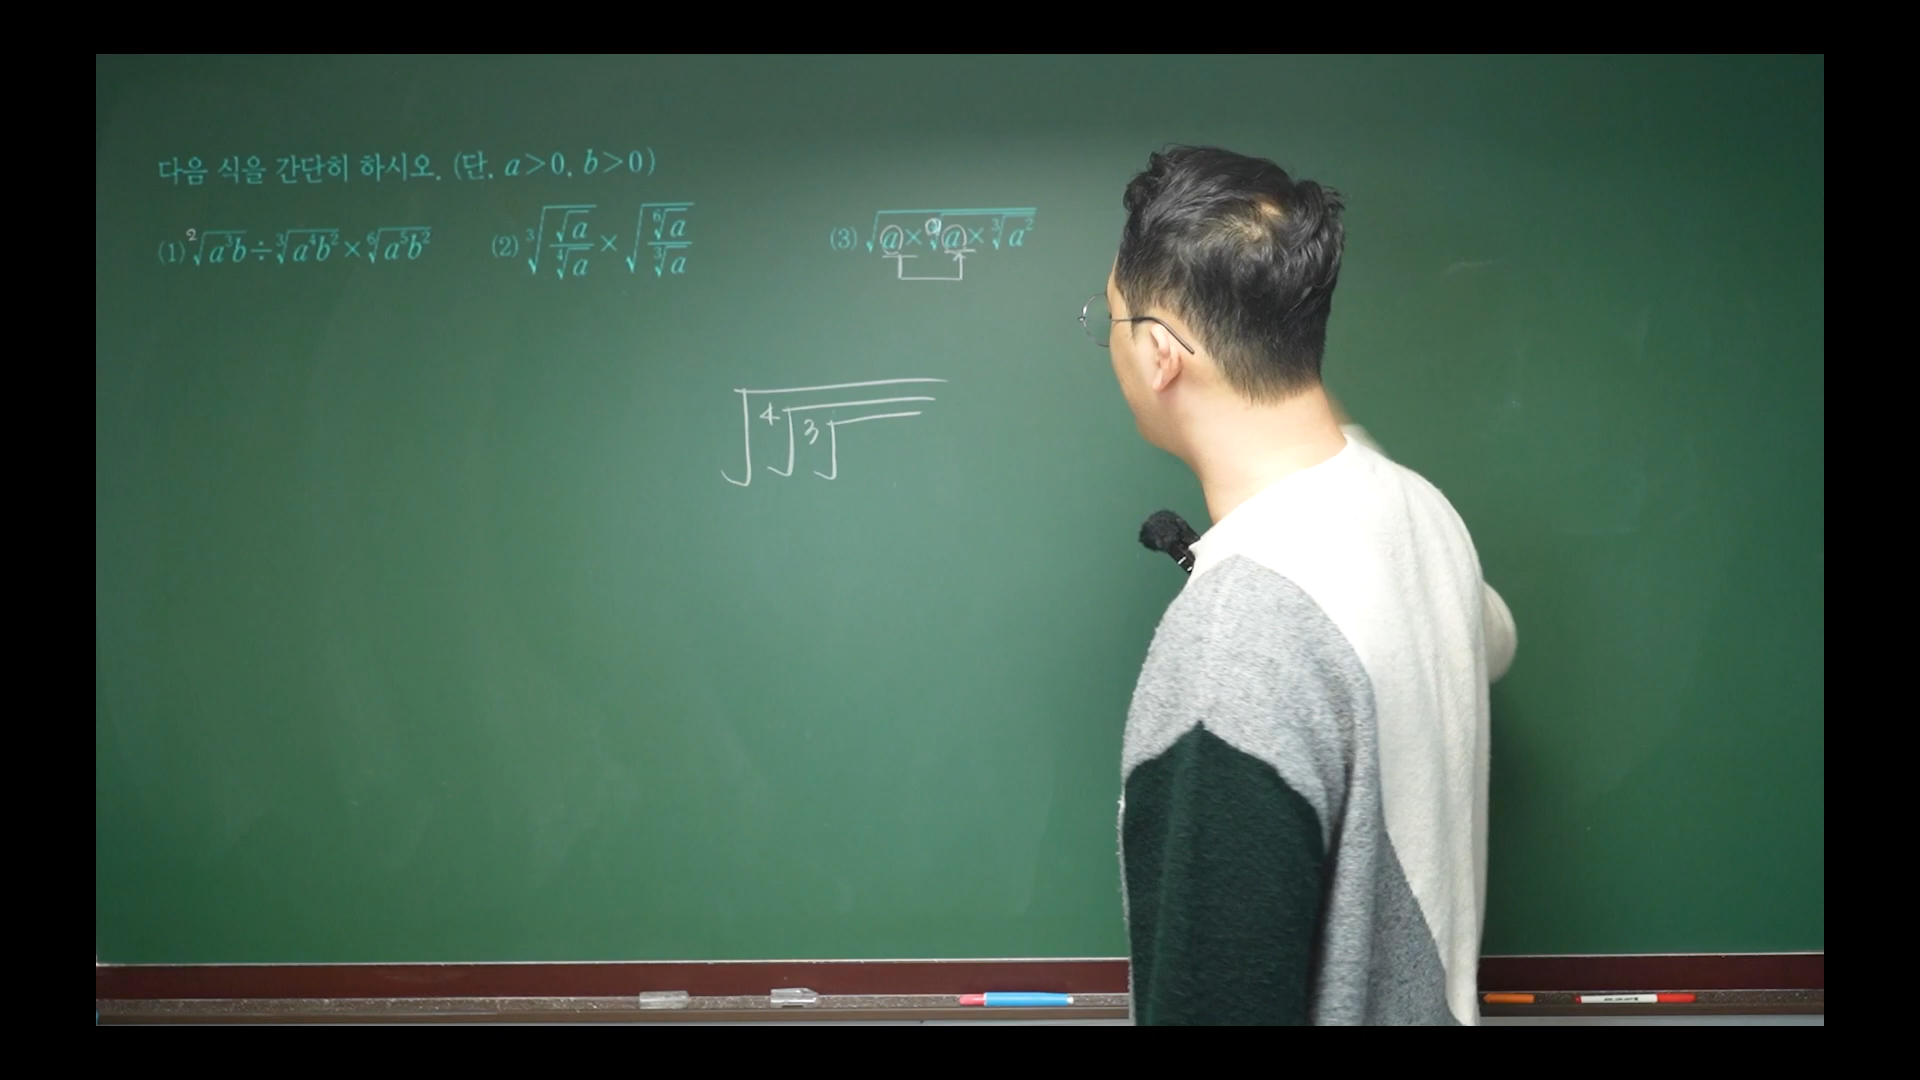 다음 식을 간단히 하시오. (단, a>0, b>0)
(1) ²√(a³b) ÷ ³√(a⁴b²) × ⁶√(a⁵b²) (2) ³√(√a / ⁴√a) × √(⁶√a / ³√a) (3) √(a × ⁴√(a × ³√(a²)))
√ ⁴√ ³√